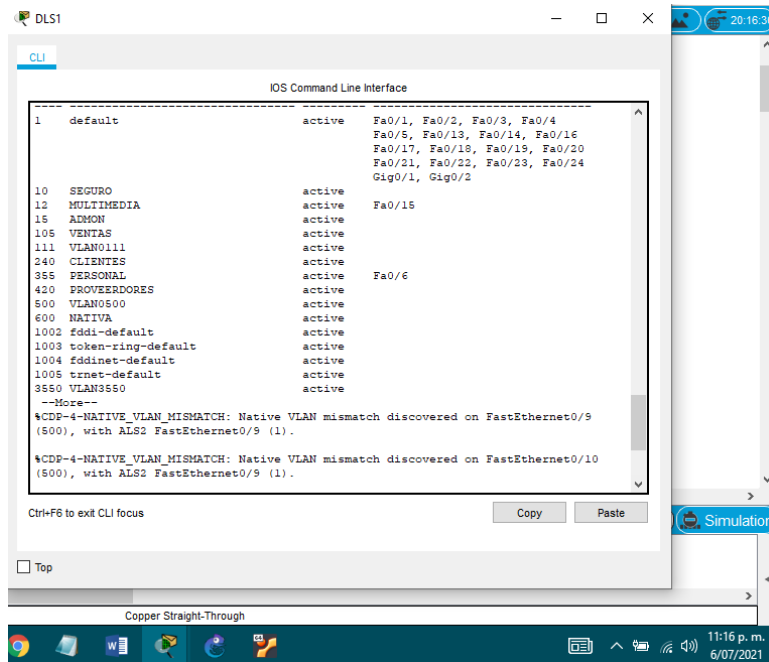 DLS1
20:16:3
CLI
IOS Command Line Interface
---- -------------------------------- --------- -------------------------------
1 default active Fa0/1, Fa0/2, Fa0/3, Fa0/4
Fa0/5, Fa0/13, Fa0/14, Fa0/16
Fa0/17, Fa0/18, Fa0/19, Fa0/20
Fa0/21, Fa0/22, Fa0/23, Fa0/24
Gig0/1, Gig0/2
10 SEGURO active
12 MULTIMEDIA active Fa0/15
15 ADMON active
105 VENTAS active
111 VLAN0111 active
240 CLIENTES active
355 PERSONAL active Fa0/6
420 PROVEERDORES active
500 VLAN0500 active
600 NATIVA active
1002 fddi-default active
1003 token-ring-default active
1004 fddinet-default active
1005 trnet-default active
3550 VLAN3550 active
--More--
%CDP-4-NATIVE_VLAN_MISMATCH: Native VLAN mismatch discovered on FastEthernet0/9
(500), with ALS2 FastEthernet0/9 (1).
%CDP-4-NATIVE_VLAN_MISMATCH: Native VLAN mismatch discovered on FastEthernet0/10
(500), with ALS2 FastEthernet0/9 (1).
Ctrl+F6 to exit CLI focus
Copy
Paste
Simulation
Top
Copper Straight-Through
11:16 p. m.
6/07/2021